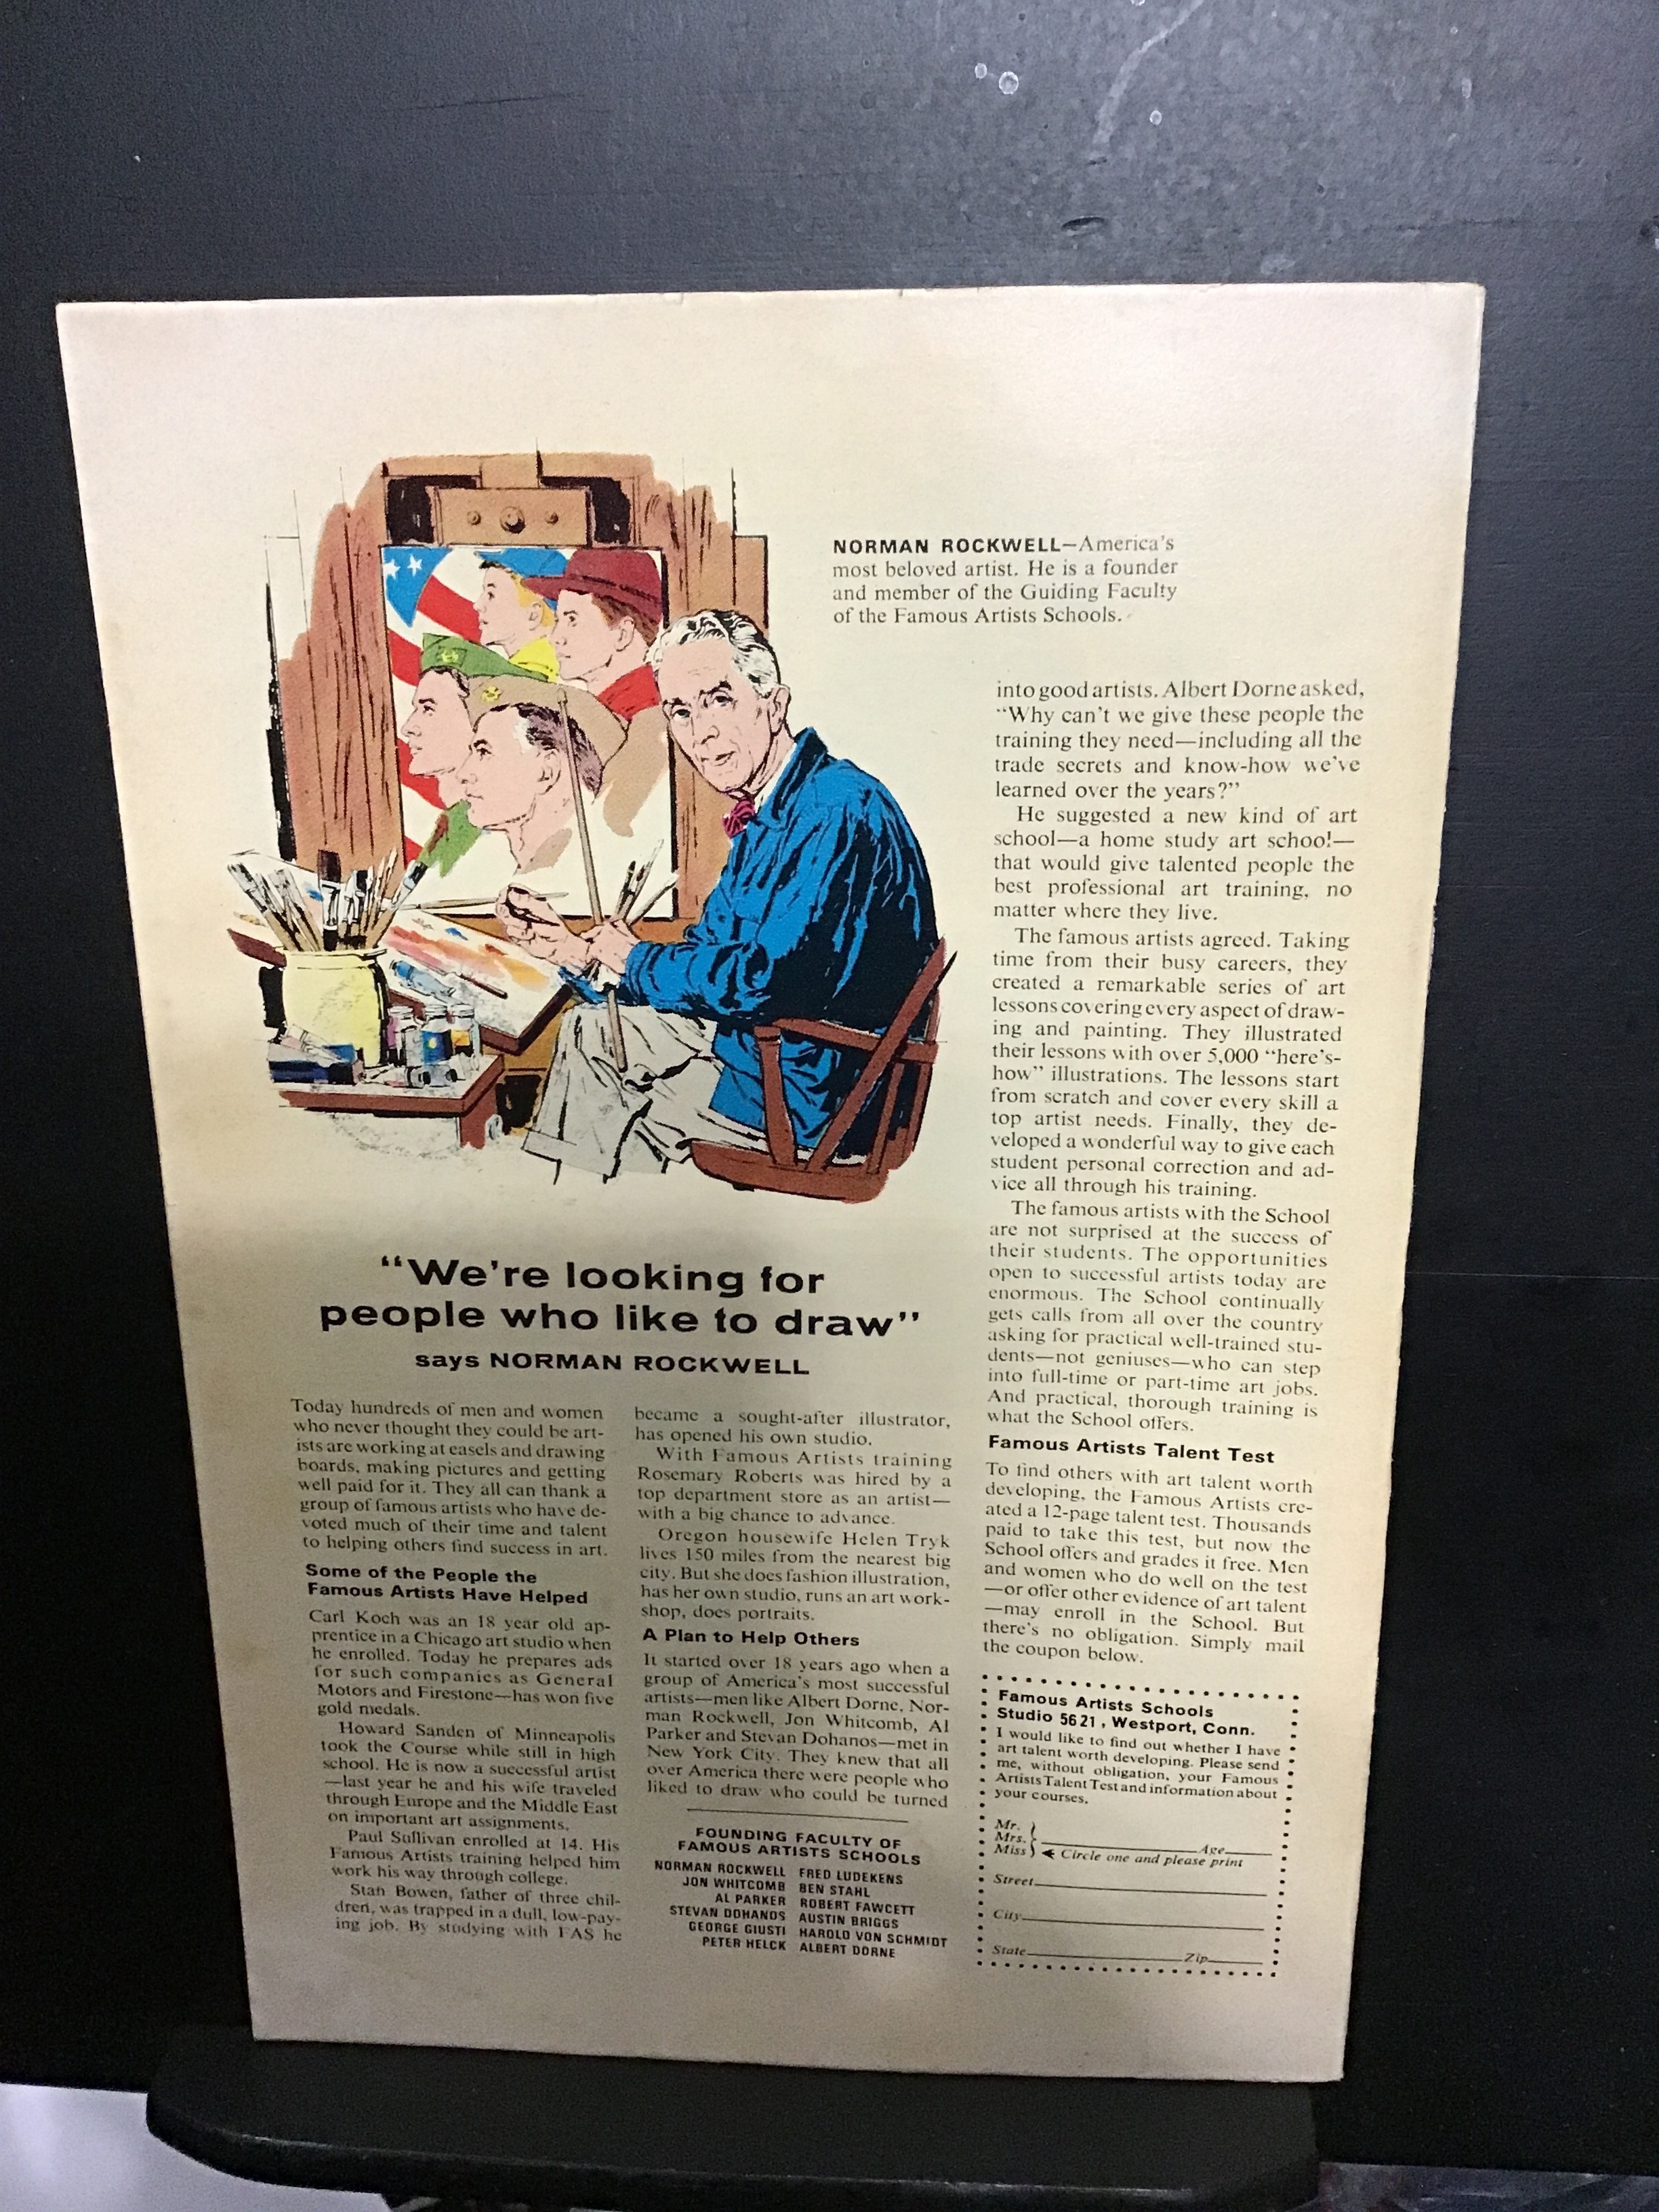 NORMAN ROCKWELL—America's
most beloved artist. He is a founder
and member of the Guiding Faculty
of the Famous Artists Schools.
"We're looking for
people who like to draw"
says NORMAN ROCKWELL
Today hundreds of men and women
who never thought they could be art-
ists are working at easels and drawing
boards, making pictures and getting
well paid for it. They all can thank a
group of famous artists who have de-
voted much of their time and talent
to helping others find success in art.
Some of the People the
Famous Artists Have Helped
Carl Koch was an 18 year old ap-
prentice in a Chicago art studio when
he enrolled. Today he prepares ads
for such companies as General
Motors and Firestone—has won five
gold medals.
Howard Sanden of Minneapolis
took the Course while still in high
school. He is now a successful artist
—last year he and his wife traveled
through Europe and the Middle East
on important art assignments.
Paul Sullivan enrolled at 14. His
Famous Artists training helped him
work his way through college.
Stan Bowen, father of three chil-
dren, was trapped in a dull, low-pay-
ing job. By studying with FAS he
became a sought-after illustrator,
has opened his own studio.
With Famous Artists training
Rosemary Roberts was hired by a
top department store as an artist—
with a big chance to advance.
Oregon housewife Helen Tryk
lives 150 miles from the nearest big
city. But she does fashion illustration,
has her own studio, runs an art work-
shop, does portraits.
A Plan to Help Others
It started over 18 years ago when a
group of America's most successful
artists—men like Albert Dorne, Nor-
man Rockwell, Jon Whitcomb, Al
Parker and Stevan Dohanos—met in
New York City. They knew that all
over America there were people who
liked to draw who could be turned
into good artists. Albert Dorne asked,
"Why can't we give these people the
training they need—including all the
trade secrets and know-how we've
learned over the years?"
He suggested a new kind of art
school—a home study art school—
that would give talented people the
best professional art training, no
matter where they live.
The famous artists agreed. Taking
time from their busy careers, they
created a remarkable series of art
lessons covering every aspect of draw-
ing and painting. They illustrated
their lessons with over 5,000 "here's-
how" illustrations. The lessons start
from scratch and cover every skill a
top artist needs. Finally, they de-
veloped a wonderful way to give each
student personal correction and ad-
vice all through his training.
The famous artists with the School
are not surprised at the success of
their students. The opportunities
open to successful artists today are
enormous. The School continually
gets calls from all over the country
asking for practical well-trained stu-
dents—not geniuses—who can step
into full-time or part-time art jobs.
And practical, thorough training is
what the School offers.
Famous Artists Talent Test
To find others with art talent worth
developing, the Famous Artists cre-
ated a 12-page talent test. Thousands
paid to take this test, but now the
School offers and grades it free. Men
and women who do well on the test
—or offer other evidence of art talent
—may enroll in the School. But
there's no obligation. Simply mail
the coupon below.
FOUNDING FACULTY OF
FAMOUS ARTISTS SCHOOLS
NORMAN ROCKWELL FRED LUDEKENS
JON WHITCOMB BEN STAHL
AL PARKER ROBERT FAWCETT
STEVAN DOHANOS AUSTIN BRIGGS
GEORGE GIUSTI HAROLD VON SCHMIDT
PETER HELCK ALBERT DORNE
Famous Artists Schools
Studio 5621, Westport, Conn.
I would like to find out whether I have
art talent worth developing. Please send
me, without obligation, your Famous
Artists Talent Test and information about
your courses.
Mr.
Mrs. Age
Miss Circle one and please print
Street
City
State Zip